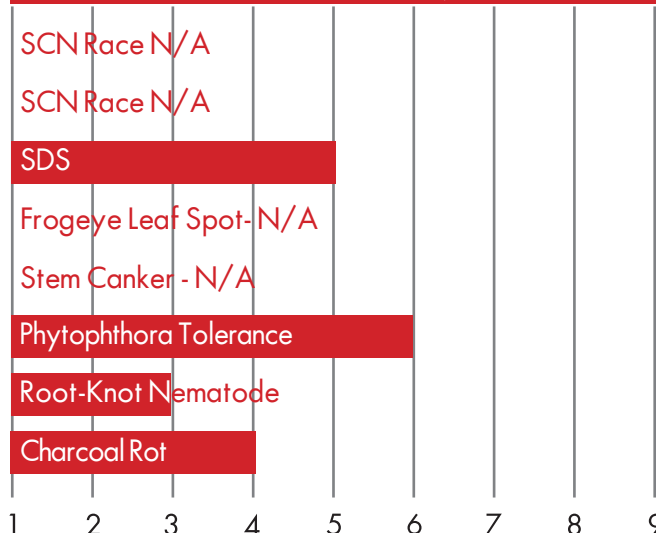 SCN Race N/A
SCN Race N/A
SDS
Frogeye Leaf Spot- N/A
Stem Canker - N/A
Phytophthora Tolerance
Root-Knot Nematode
Charcoal Rot
1 2 3 4 5 6 7 8 9